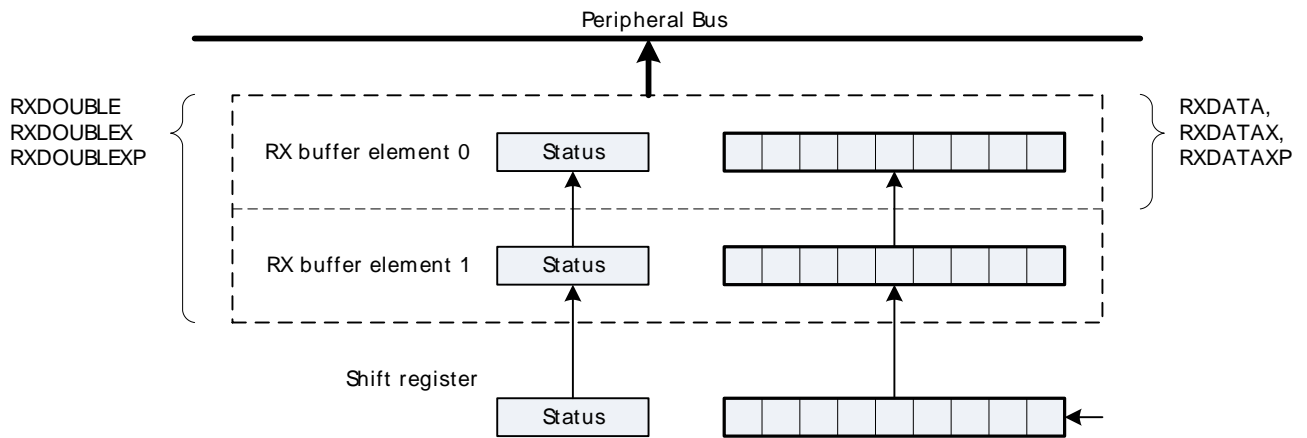 Peripheral Bus
RXDOUBLE
RXDOUBLEX
RXDOUBLEXP
RXDATA,
RXDATAX,
RXDATAXP
RX buffer element 0
Status
RX buffer element 1
Status
Shift register
Status